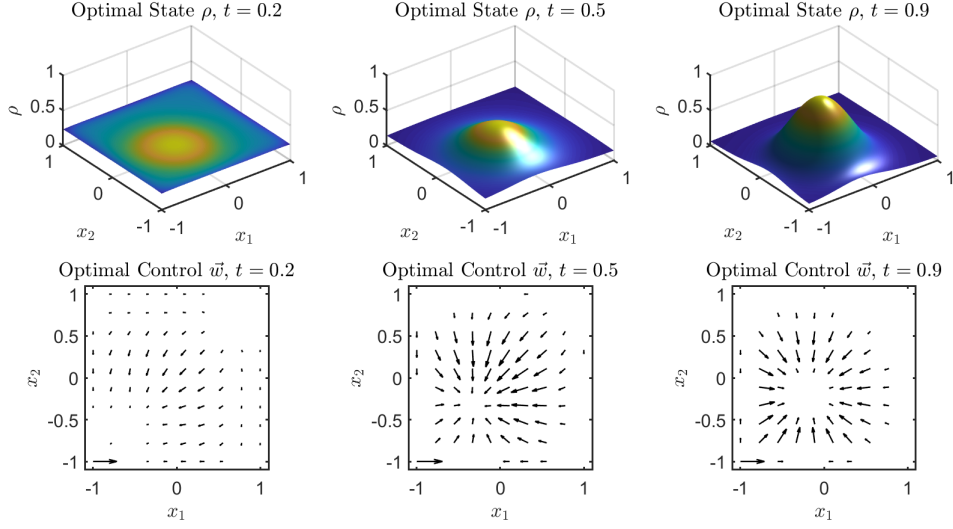 Optimal State ρ, t = 0.2
Optimal State ρ, t = 0.5
Optimal State ρ, t = 0.9
1
0.5
0
ρ
1
0
-1
x₂
-1
0
1
x₁
1
0.5
0
ρ
1
0
-1
x₂
-1
0
1
x₁
1
0.5
0
ρ
1
0
-1
x₂
-1
0
1
x₁
Optimal Control w⃗, t = 0.2
Optimal Control w⃗, t = 0.5
Optimal Control w⃗, t = 0.9
1
0.5
0
-0.5
-1
x₂
-1
0
1
x₁
1
0.5
0
-0.5
-1
x₂
-1
0
1
x₁
1
0.5
0
-0.5
-1
x₂
-1
0
1
x₁